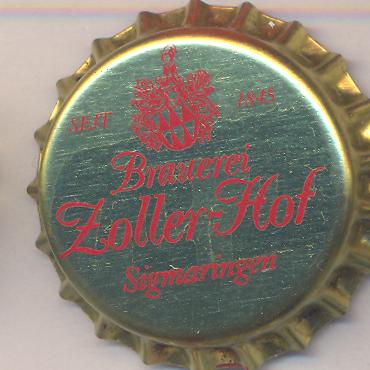 SEIT 1845
Brauerei
Zoller-Hof
Sigmaringen